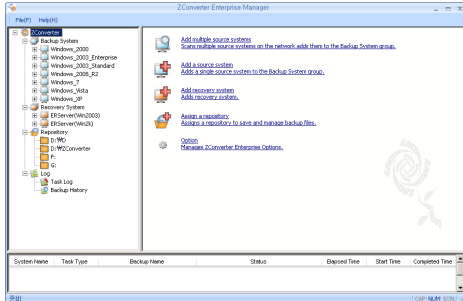 ZConverter Enterprise Manager
File(F) Help(H)
ZConverter
Backup System
Windows_2000
Windows_2003_Enterprise
Windows_2003_Standard
Windows_2008_R2
Windows_7
Windows_Vista
Windows_XP
Recovery System
ERServer(Win2003)
ERServer(Win2k)
Repository
D:₩D
D:₩ZConverter
F:
G:
Log
Task Log
Backup History
Add multiple source systems
Scans multiple source systems on the network adds them to the Backup System group.
Add a source system
Adds a single source system to the Backup System group.
Add recovery system
Adds recovery system.
Assign a repository
Assigns a repository to save and manage backup files.
Option
Manages ZConverter Enterprise Options.
System Name Task Type Backup Name Status Elapsed Time Start Time Completed Time
준비 CAP NUM SCRL